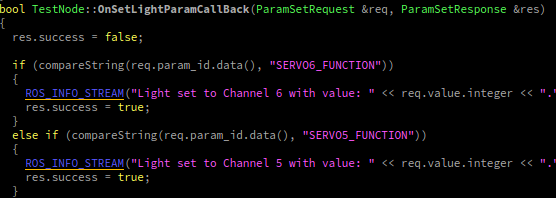 bool TestNode::OnSetLightParamCallBack(ParamSetRequest &req, ParamSetResponse &res)
{
  res.success = false;

  if (compareString(req.param_id.data(), "SERVO6_FUNCTION"))
  {
    ROS_INFO_STREAM("Light set to Channel 6 with value: " << req.value.integer << "."
    res.success = true;
  }
  else if (compareString(req.param_id.data(), "SERVO5_FUNCTION"))
  {
    ROS_INFO_STREAM("Light set to Channel 5 with value: " << req.value.integer << "."
    res.success = true;
  }